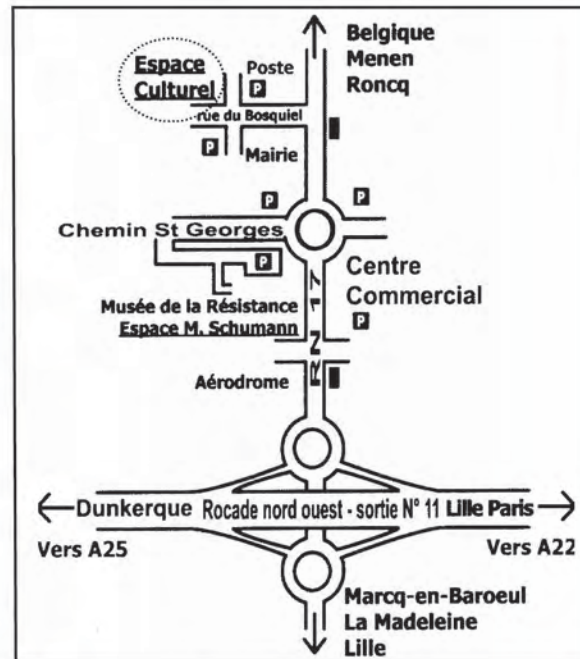 Belgique
Menen
Roncq
Espace
Culturel
Poste
P
rue du Bosquiel
P
Mairie
P
P
Chemin St Georges
P
Centre
Commercial
RN 17
Musée de la Résistance
Espace M. Schumann
P
Aérodrome
Dunkerque
Rocade nord ouest - sortie N° 11
Lille Paris
Vers A25
Vers A22
Marcq-en-Baroeul
La Madeleine
Lille